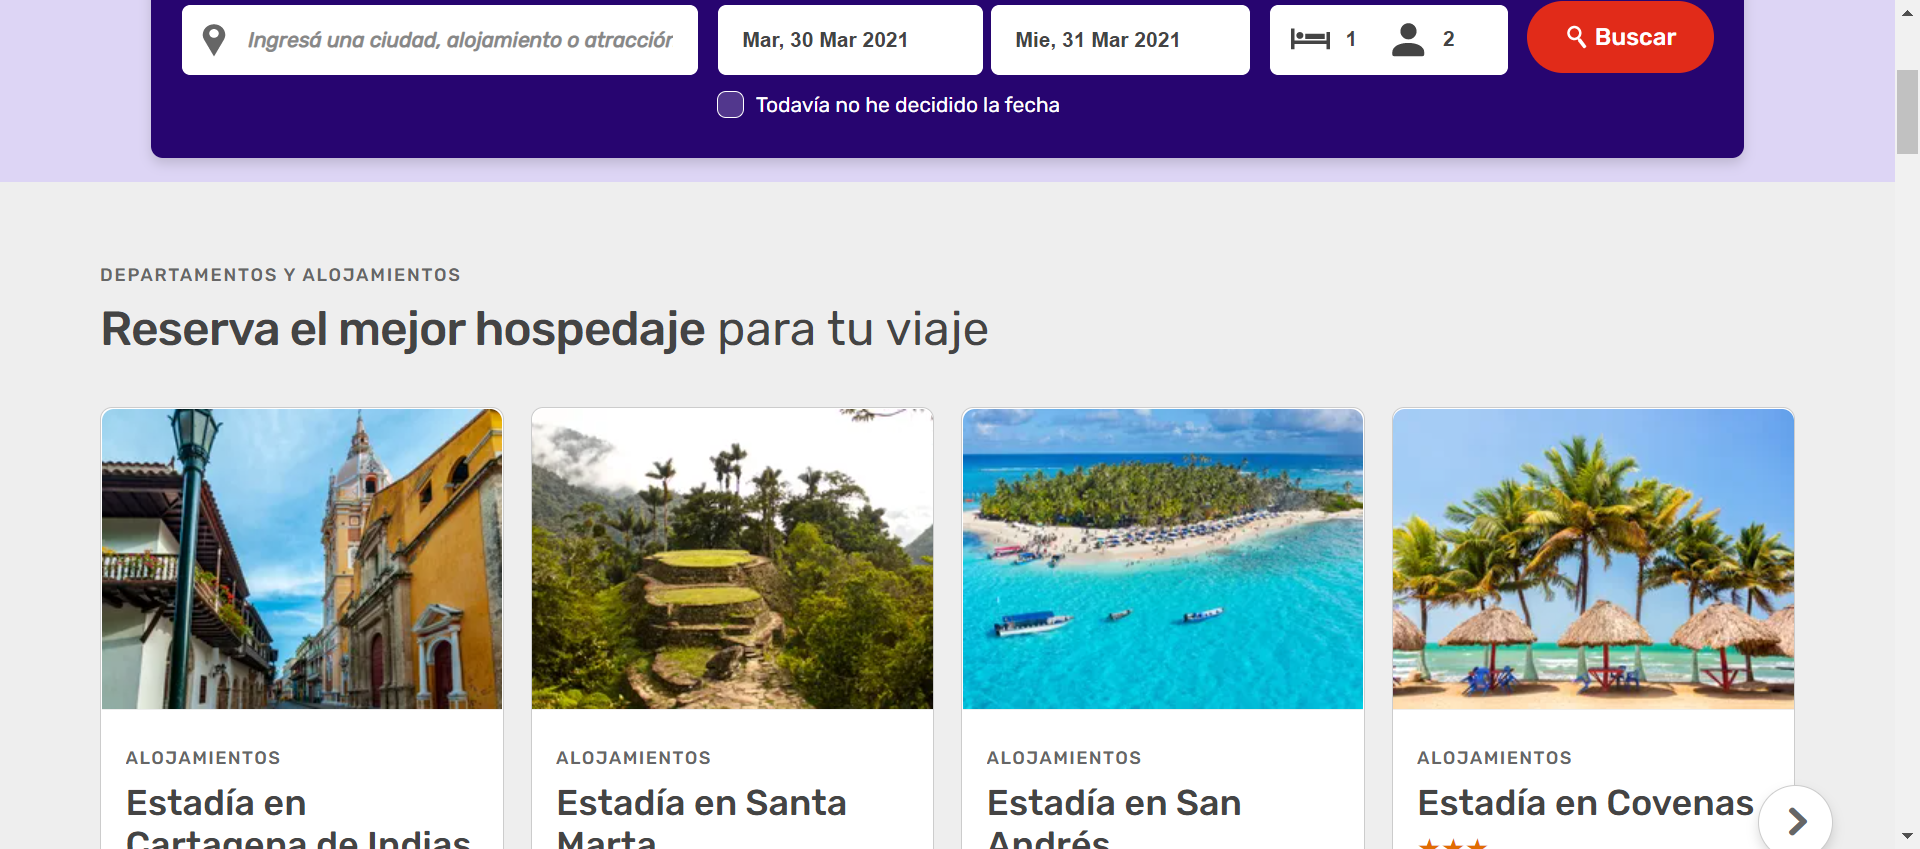 Ingresá una ciudad, alojamiento o atracción
Mar, 30 Mar 2021
Mie, 31 Mar 2021
1
2
Buscar
Todavía no he decidido la fecha
DEPARTAMENTOS Y ALOJAMIENTOS
Reserva el mejor hospedaje para tu viaje
ALOJAMIENTOS
Estadía en
Cartagena de Indias
ALOJAMIENTOS
Estadía en Santa
Marta
ALOJAMIENTOS
Estadía en San
Andrés
ALOJAMIENTOS
Estadía en Covenas